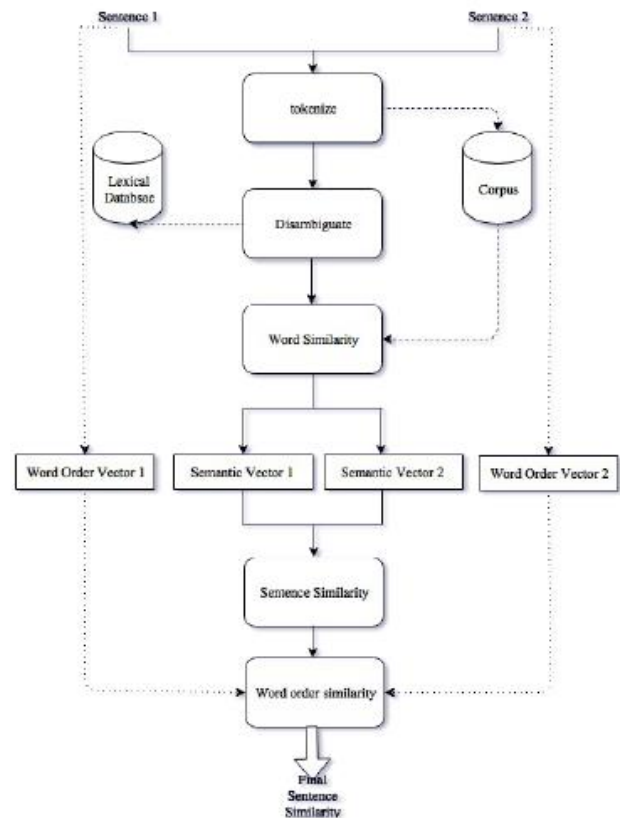 Sentence 1
Sentence 2
tokenize
Lexical
Databsae
Corpus
Disambiguate
Word Similarity
Word Order Vector 1
Semantic Vector 1
Semantic Vector 2
Word Order Vector 2
Sentence Similarity
Word order similarity
Final
Sentence
Similarity